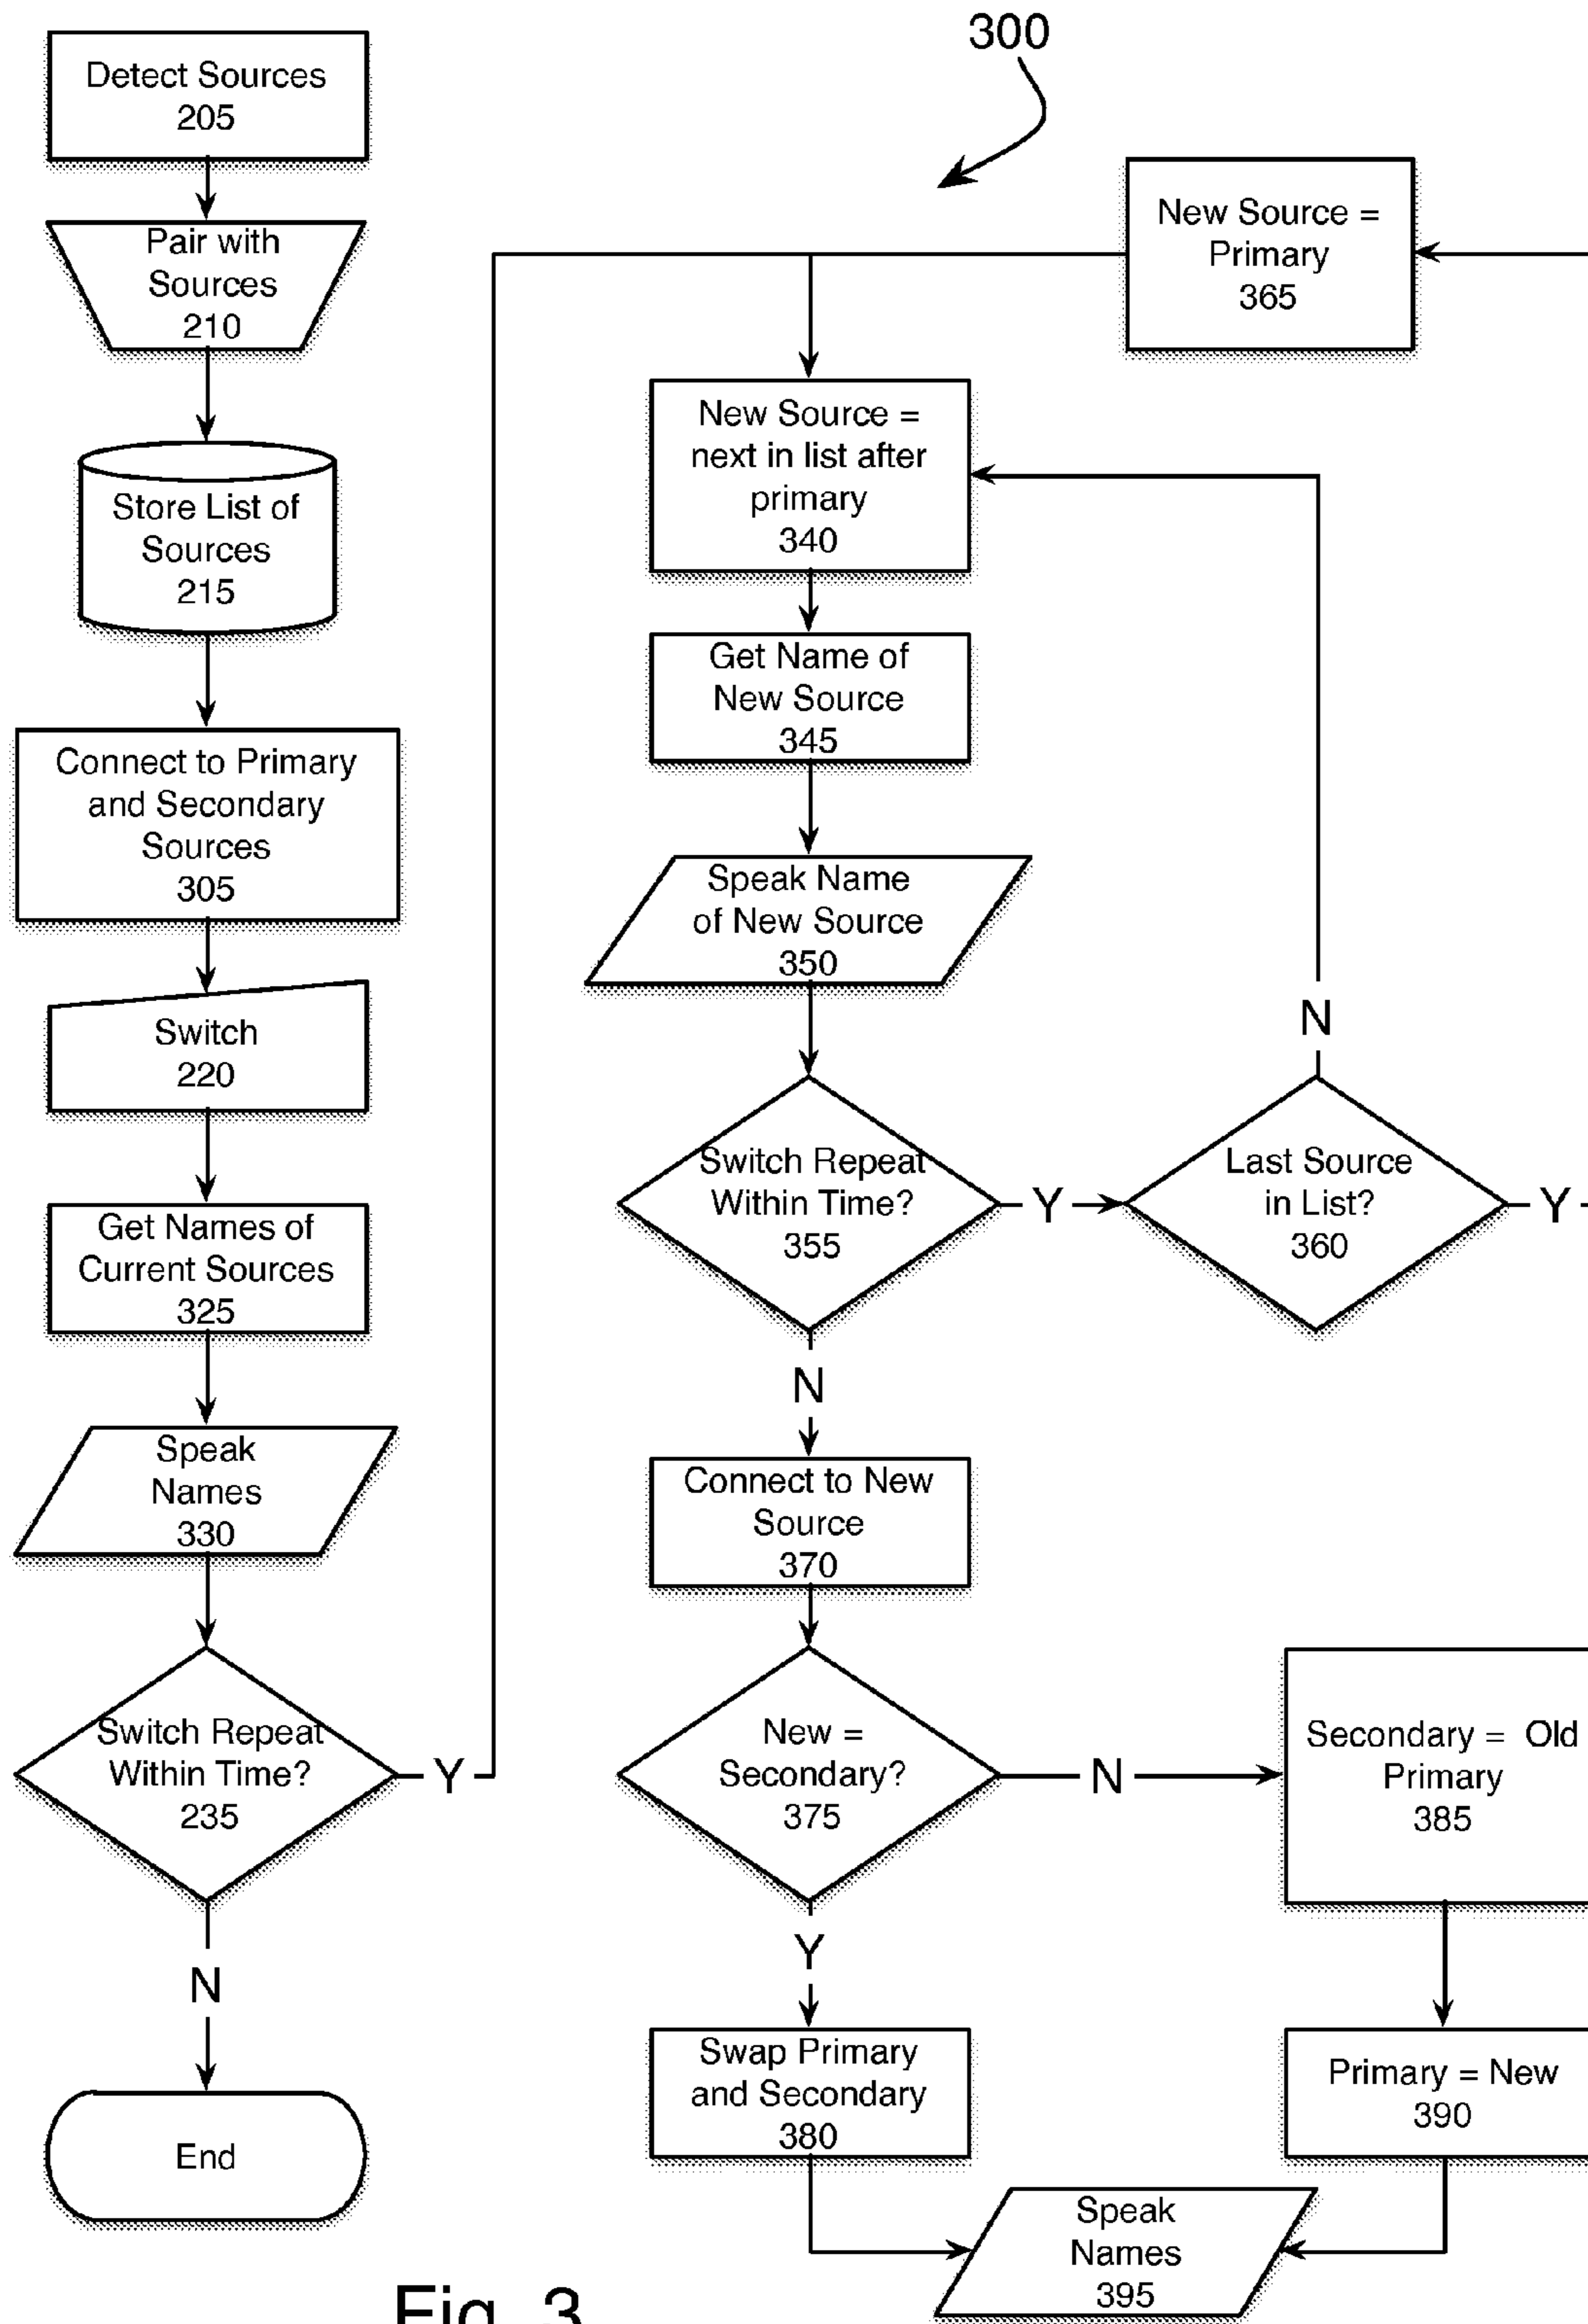 300
Detect Sources
205
Pair with
Sources
210
Store List of
Sources
215
Connect to Primary
and Secondary
Sources
305
Switch
220
Get Names of
Current Sources
325
Speak
Names
330
Switch Repeat
Within Time?
235
Y
N
End
New Source =
Primary
365
New Source =
next in list after
primary
340
Get Name of
New Source
345
Speak Name
of New Source
350
Switch Repeat
Within Time?
355
Y
Last Source
in List?
360
N
Y
N
Connect to New
Source
370
New =
Secondary?
375
N
Secondary = Old
Primary
385
Y
Swap Primary
and Secondary
380
Primary = New
390
Speak
Names
395
Fig. 3